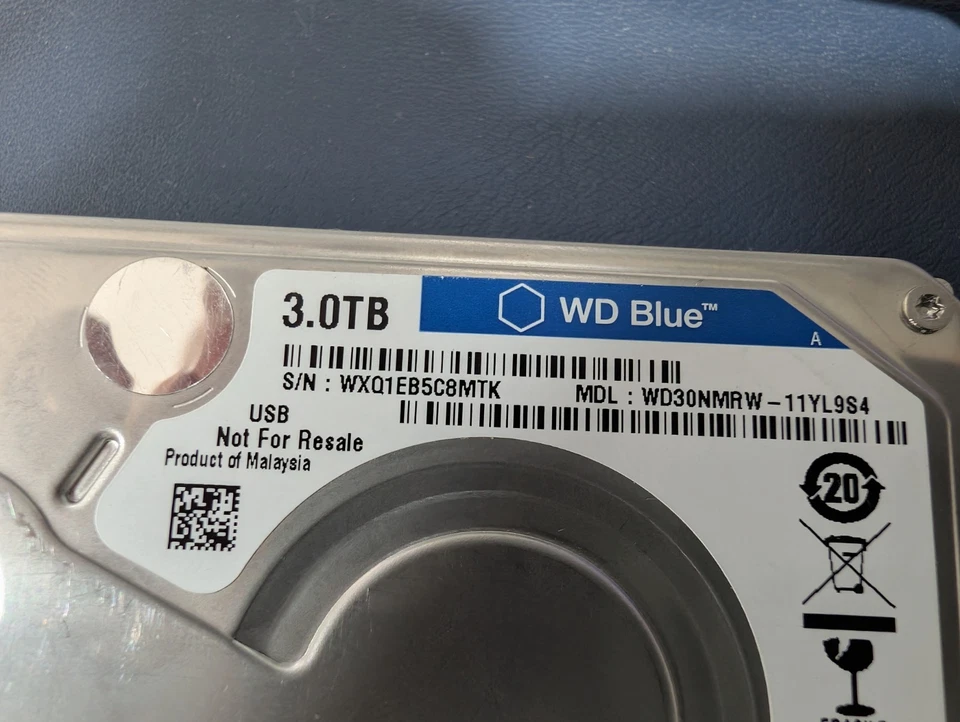 3.0TB
WD Blue™
A
S/N : WXQ1EB5C8MTK
MDL : WD30NMRW-11YL9S4
USB
Not For Resale
Product of Malaysia
20